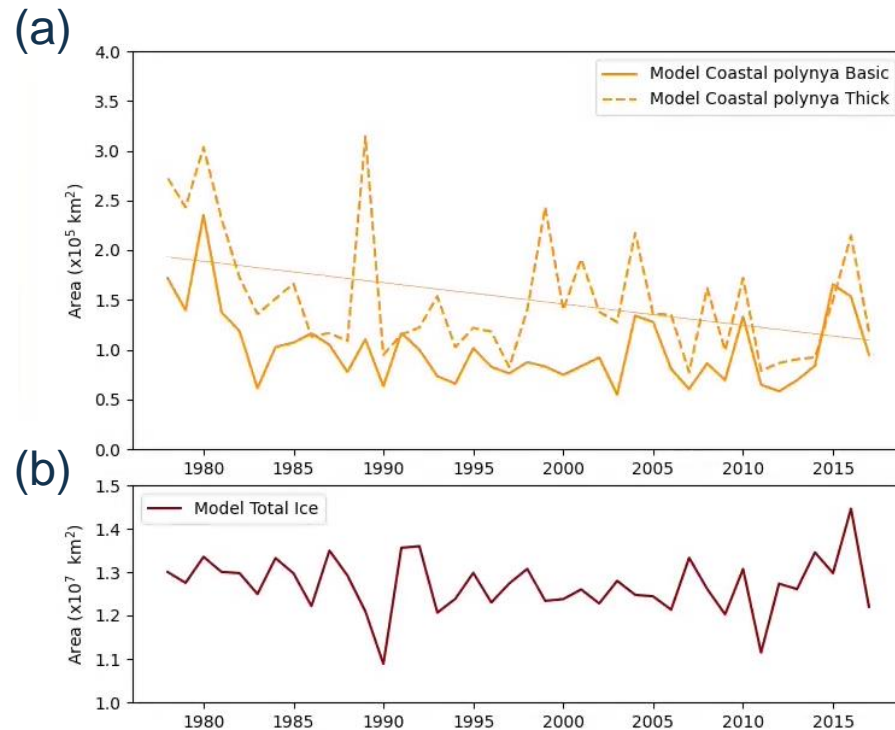 (a)
Model Coastal polynya Basic
Model Coastal polynya Thick
Area (x10⁵ km²)
4.0
3.5
3.0
2.5
2.0
1.5
1.0
0.5
0.0
1980 1985 1990 1995 2000 2005 2010 2015
(b)
Model Total Ice
Area (x10⁷ km²)
1.5
1.4
1.3
1.2
1.1
1.0
1980 1985 1990 1995 2000 2005 2010 2015